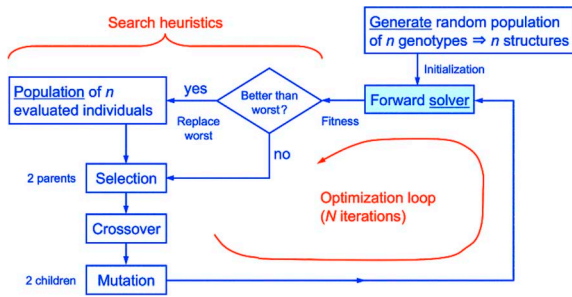 Search heuristics
Generate random population
of n genotypes ⇒ n structures
Initialization
Population of n
evaluated individuals
yes
Replace
worst
Better than
worst?
Fitness
Forward solver
no
2 parents
Selection
Optimization loop
(N iterations)
Crossover
2 children
Mutation